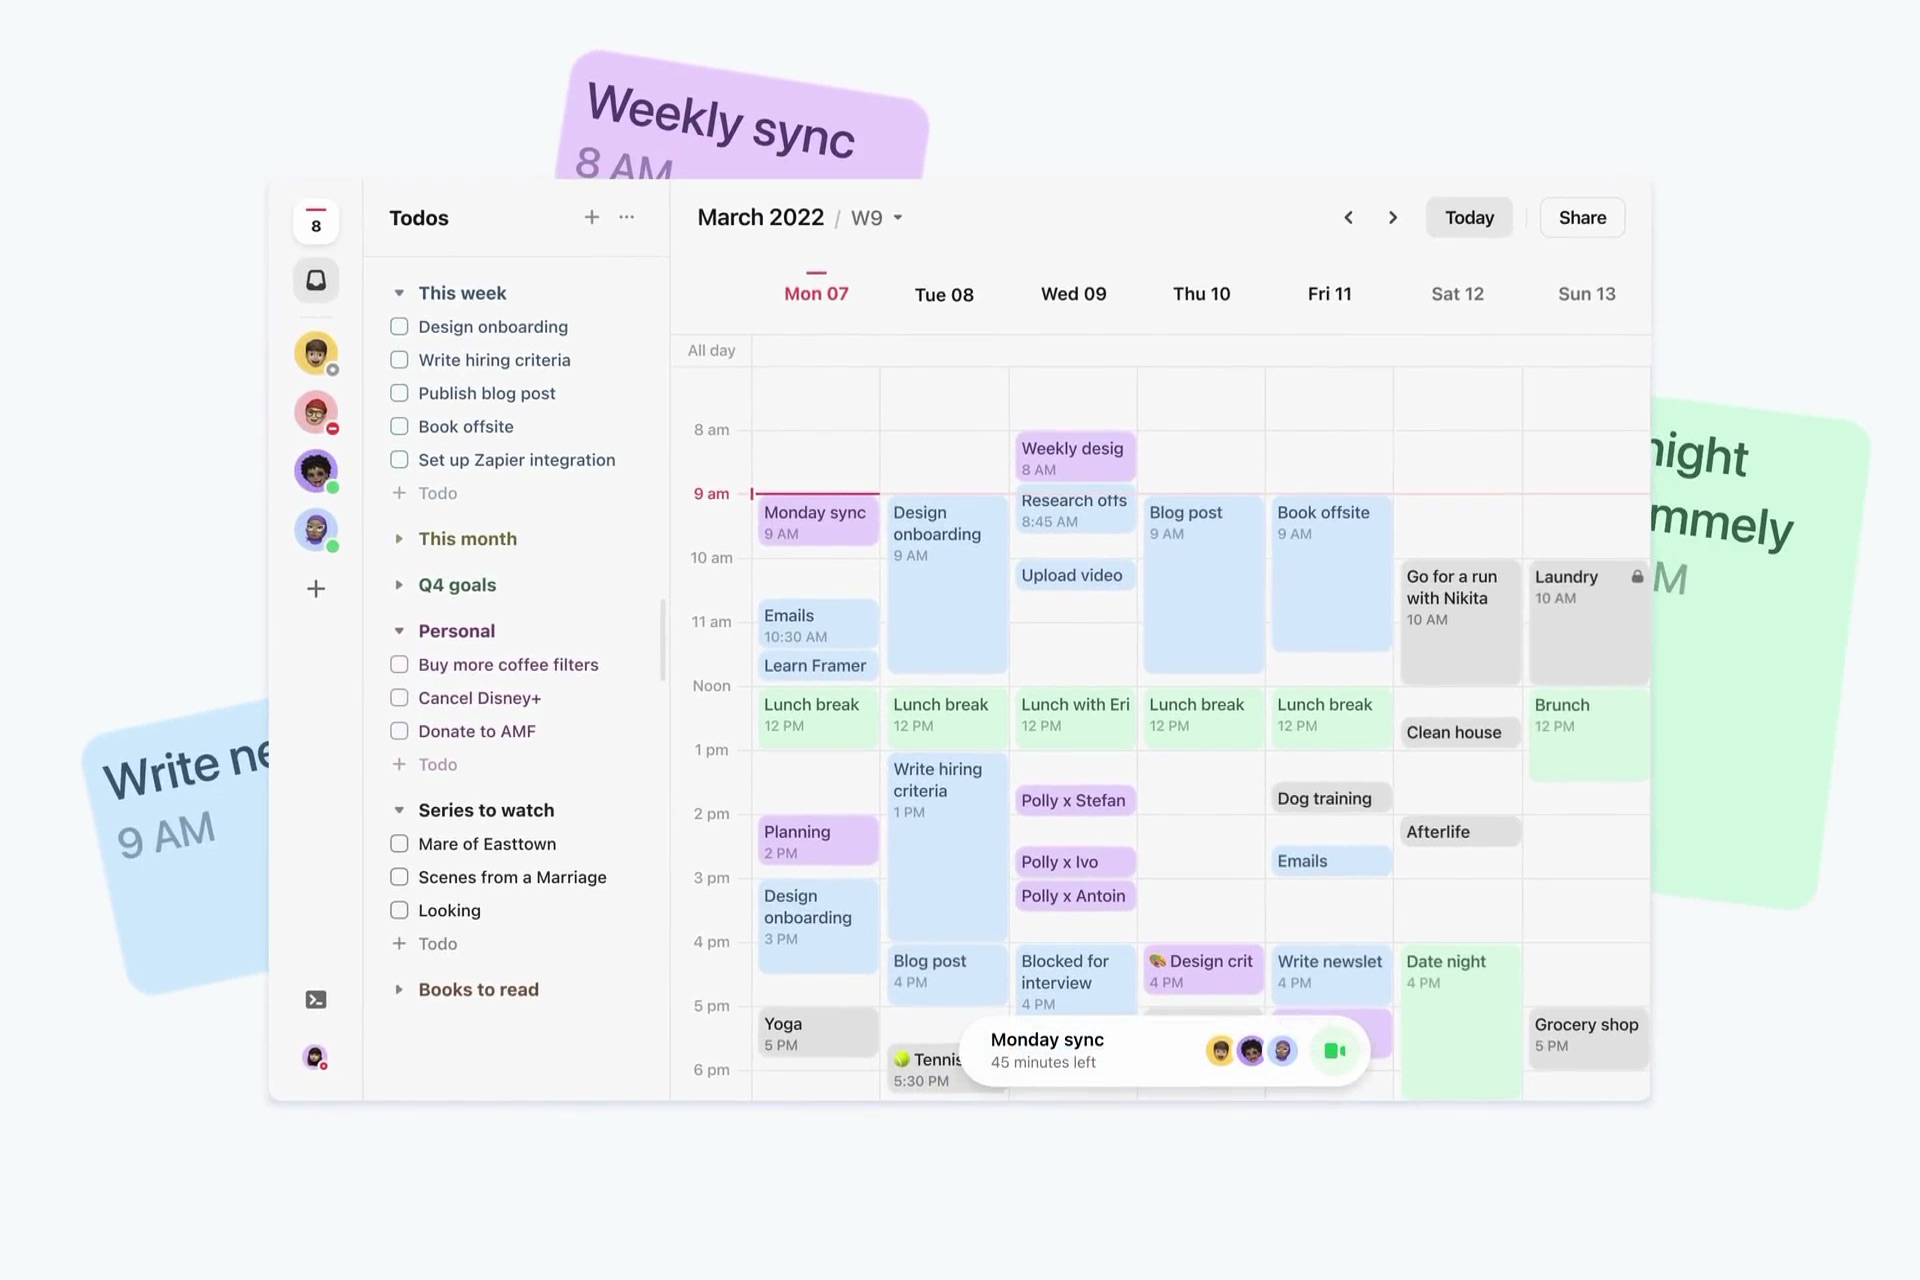 Weekly sync
8 AM
8
Todos
This week
Design onboarding
Write hiring criteria
Publish blog post
Book offsite
Set up Zapier integration
Todo
This month
Q4 goals
Personal
Buy more coffee filters
Cancel Disney+
Donate to AMF
Todo
Series to watch
Mare of Easttown
Scenes from a Marriage
Looking
Todo
Books to read
March 2022 / W9
Today
Share
Mon 07
Tue 08
Wed 09
Thu 10
Fri 11
Sat 12
Sun 13
All day
8 am
9 am
10 am
11 am
Noon
1 pm
2 pm
3 pm
4 pm
5 pm
6 pm
Monday sync
9 AM
Emails
10:30 AM
Learn Framer
Lunch break
12 PM
Planning
2 PM
Design
onboarding
3 PM
Yoga
5 PM
Design
onboarding
9 AM
Lunch break
12 PM
Write hiring
criteria
1 PM
Blog post
4 PM
Tennis
5:30 PM
Weekly desig
8 AM
Research offs
8:45 AM
Upload video
Lunch with Eri
12 PM
Polly x Stefan
Polly x Ivo
Polly x Antoin
Blocked for
interview
4 PM
Blog post
9 AM
Lunch break
12 PM
Design crit
4 PM
Book offsite
9 AM
Lunch break
12 PM
Dog training
Emails
Write newslet
4 PM
Go for a run
with Nikita
10 AM
Clean house
Afterlife
Date night
4 PM
Laundry
10 AM
Brunch
12 PM
Grocery shop
5 PM
Monday sync
45 minutes left
Write ne
9 AM
night
mmely
M